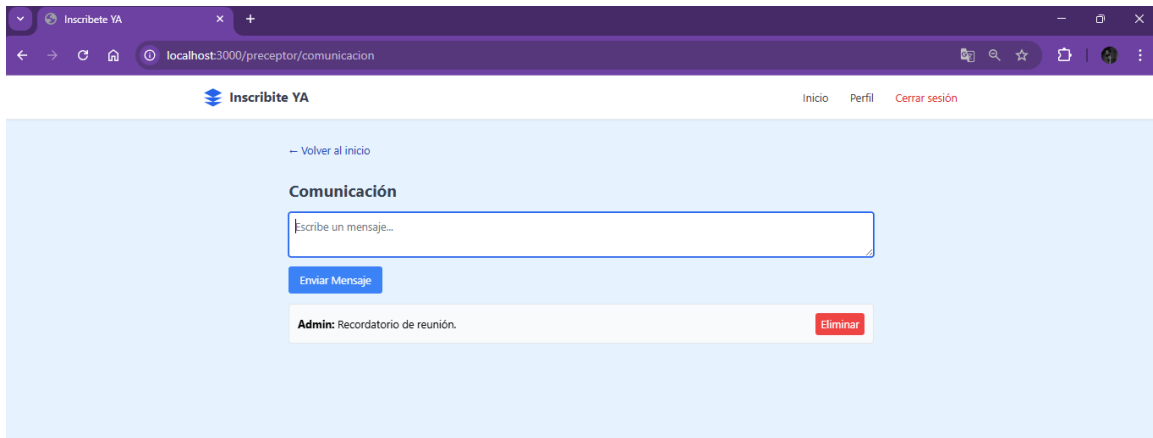 Inscribete YA
localhost:3000/preceptor/comunicacion
Inscribite YA
Inicio Perfil Cerrar sesión
← Volver al inicio
Comunicación
Escribe un mensaje...
Enviar Mensaje
Admin: Recordatorio de reunión. Eliminar